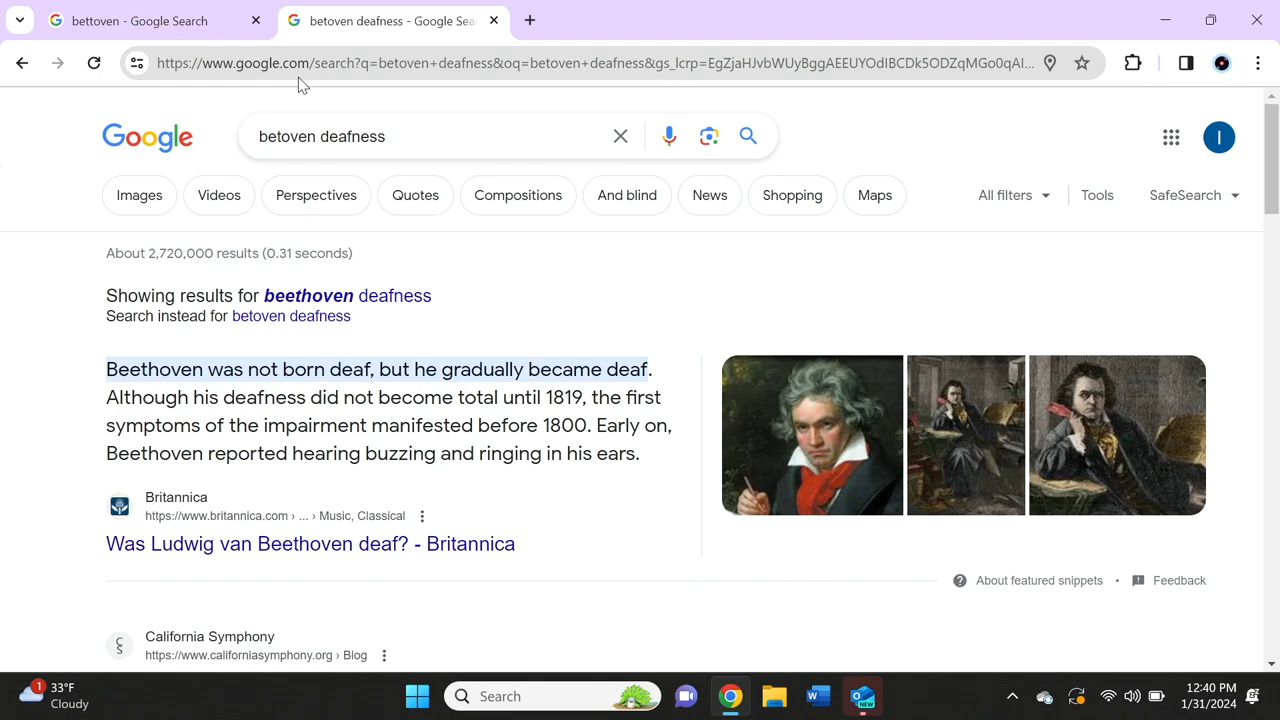 bettoven - Google Search
betoven deafness - Google Sea
https://www.google.com/search?q=betoven+deafness&oq=betoven+deafness&gs_lcrp=EgZjaHJvbWUyBggAEEUYOdIBCDk5ODZqMGo0qAI...
Google
betoven deafness
I
Images
Videos
Perspectives
Quotes
Compositions
And blind
News
Shopping
Maps
All filters
Tools
SafeSearch
About 2,720,000 results (0.31 seconds)
Showing results for beethoven deafness
Search instead for betoven deafness
Beethoven was not born deaf, but he gradually became deaf.
Although his deafness did not become total until 1819, the first
symptoms of the impairment manifested before 1800. Early on,
Beethoven reported hearing buzzing and ringing in his ears.
Britannica
https://www.britannica.com › ... › Music, Classical
Was Ludwig van Beethoven deaf? - Britannica
About featured snippets
Feedback
CS
California Symphony
https://www.californiasymphony.org › Blog
1
33°F
Cloudy
Search
NEW
12:40 PM
1/31/2024